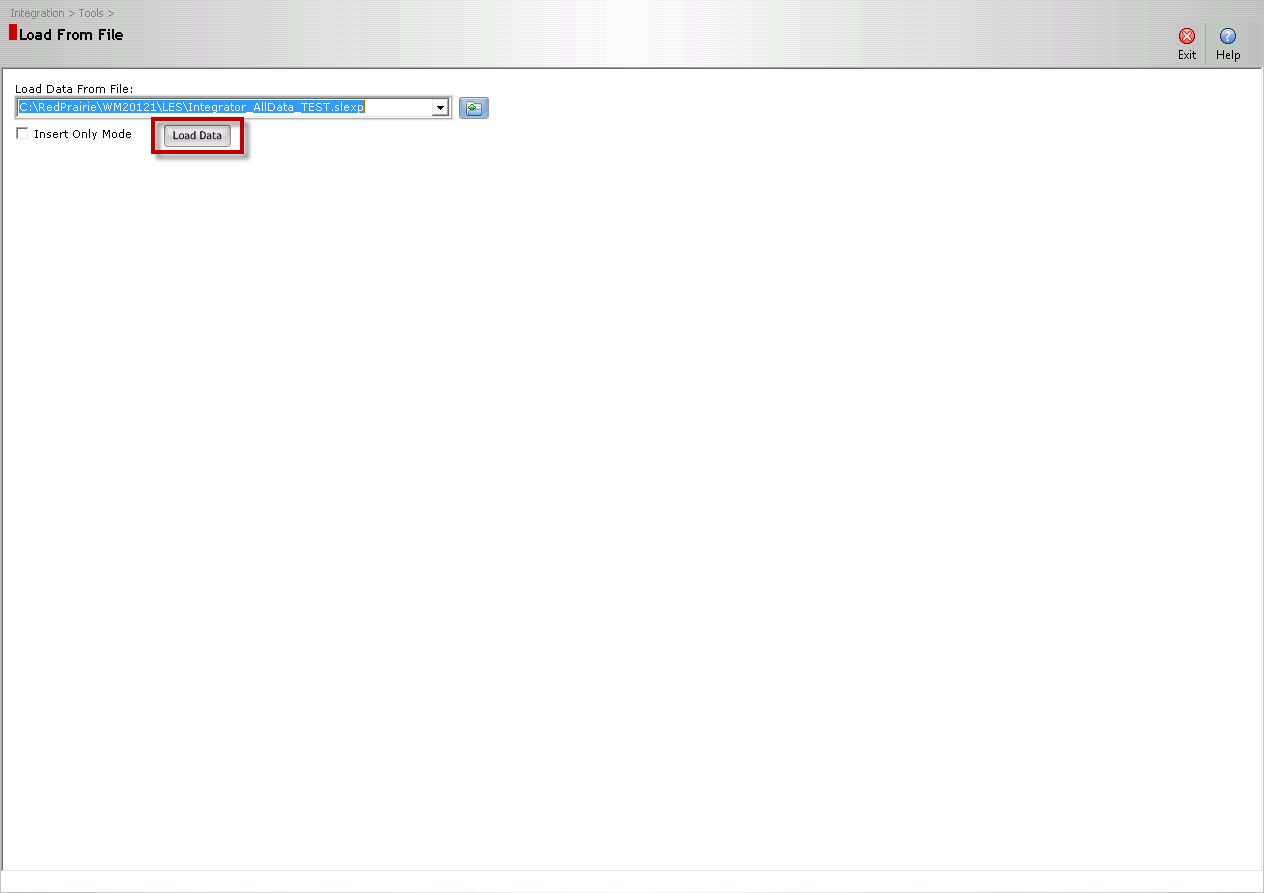 Integration > Tools >
Load From File
Exit
Help
Load Data From File:
C:\RedPrairie\WM20121\LES\Integrator_AllData_TEST.slexp
Insert Only Mode
Load Data